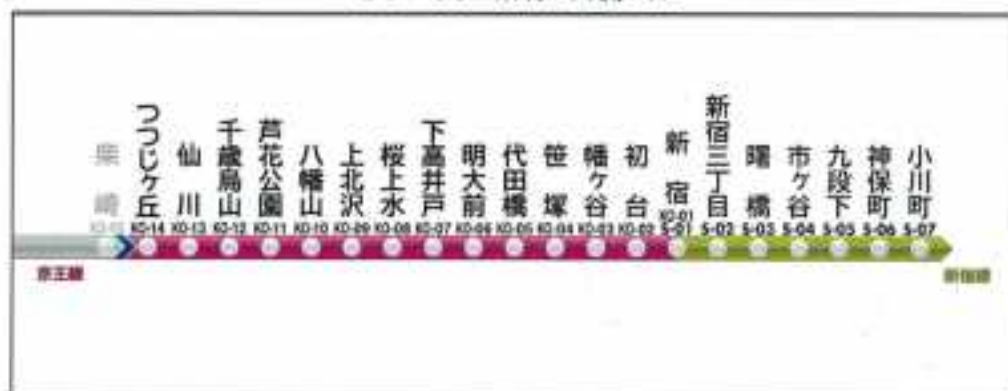 柴崎
つつじヶ丘
仙川
千歳烏山
芦花公園
八幡山
上北沢
桜上水
下高井戸
明大前
代田橋
笹塚
幡ヶ谷
初台
新宿
新宿三丁目
曙橋
市ヶ谷
九段下
神保町
小川町
KO-14 KO-13 KO-12 KO-11 KO-10 KO-09 KO-08 KO-07 KO-06 KO-05 KO-04 KO-03 KO-02 KO-01 S-01 S-02 S-03 S-04 S-05 S-06 S-07
京王線
新宿線